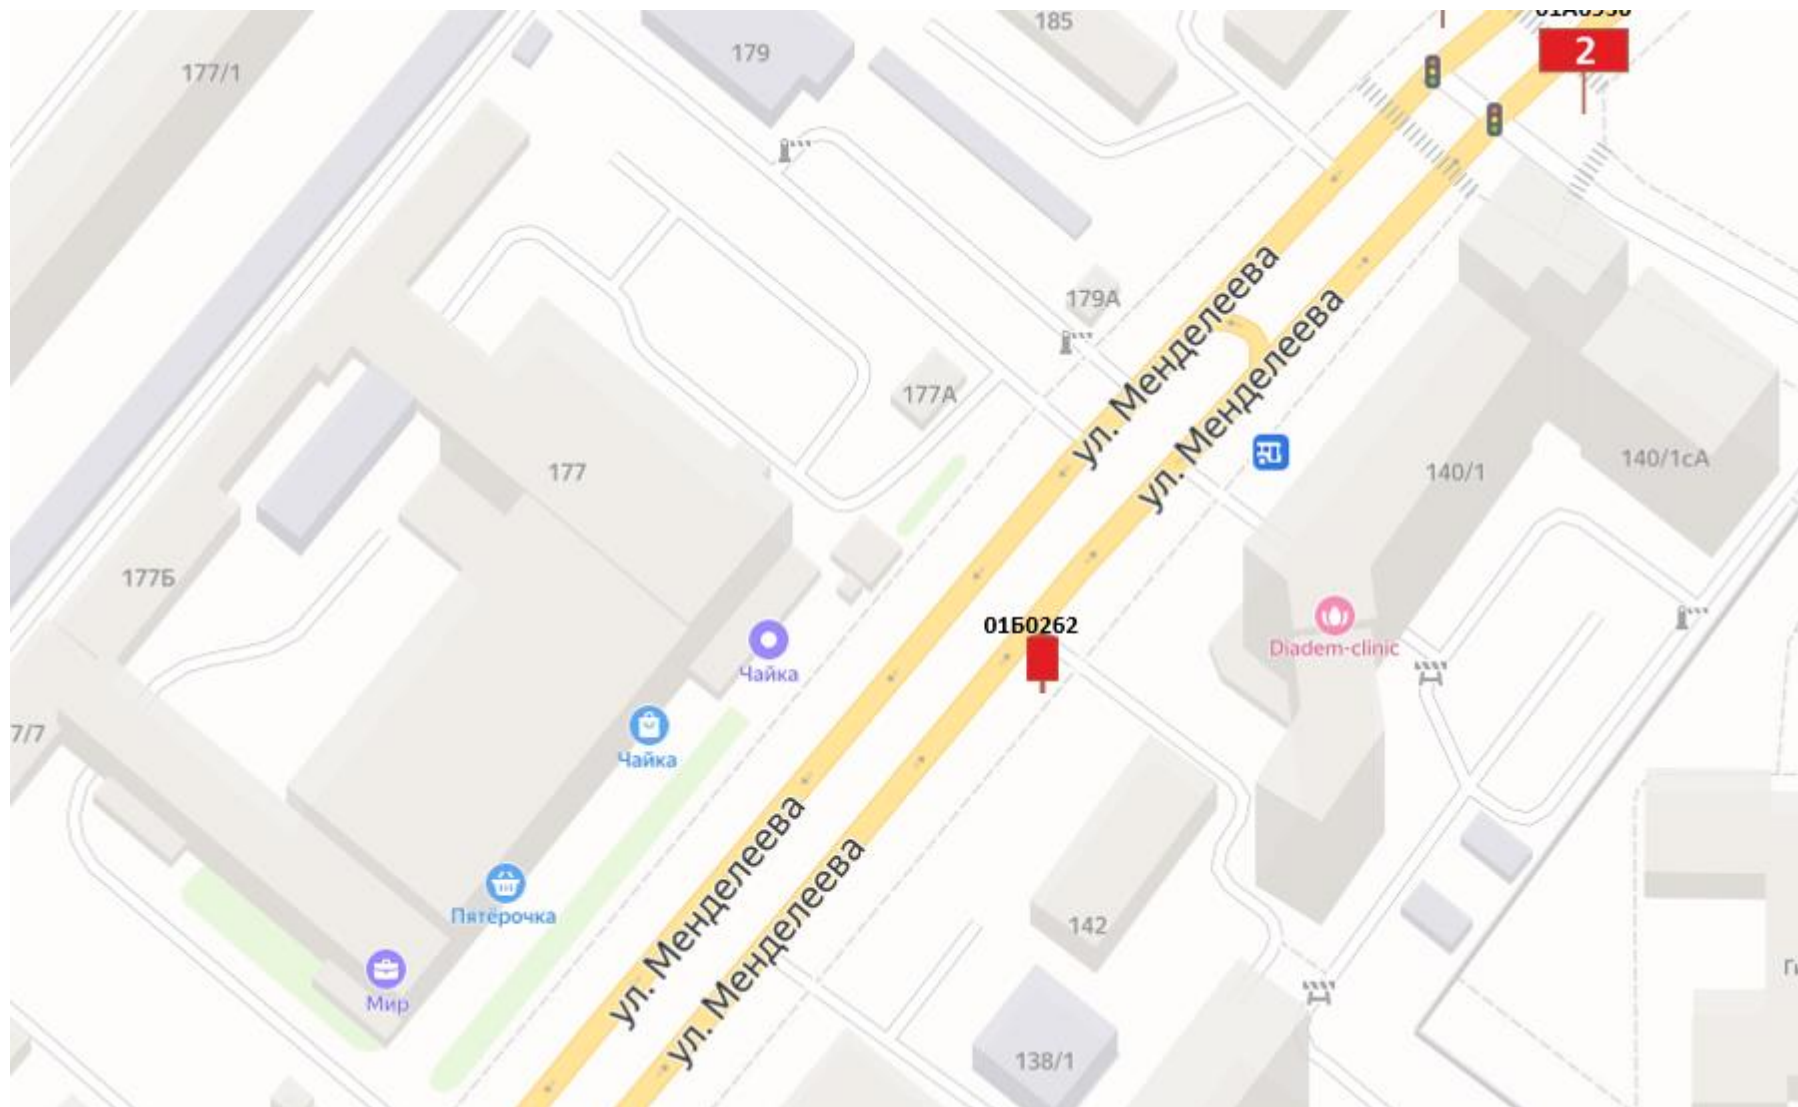 01А0930
2
185
179
177/1
179А
ул. Менделеева
ул. Менделеева
177А
140/1
140/1сА
177
177Б
01Б0262
Diadem-clinic
Чайка
7/7
Чайка
ул. Менделеева
ул. Менделеева
Пятёрочка
142
Мир
138/1